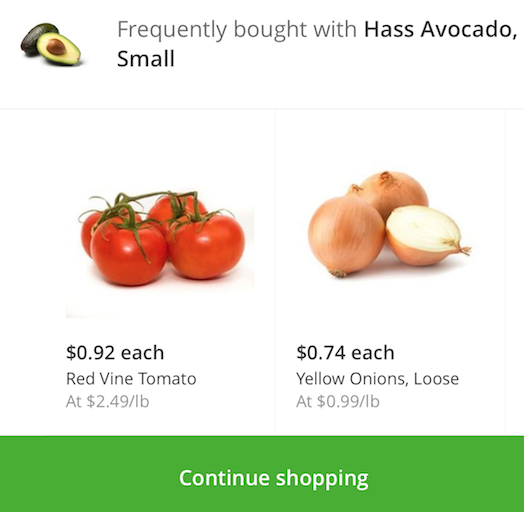 Frequently bought with Hass Avocado,
Small
$0.92 each
Red Vine Tomato
At $2.49/lb
$0.74 each
Yellow Onions, Loose
At $0.99/lb
Continue shopping